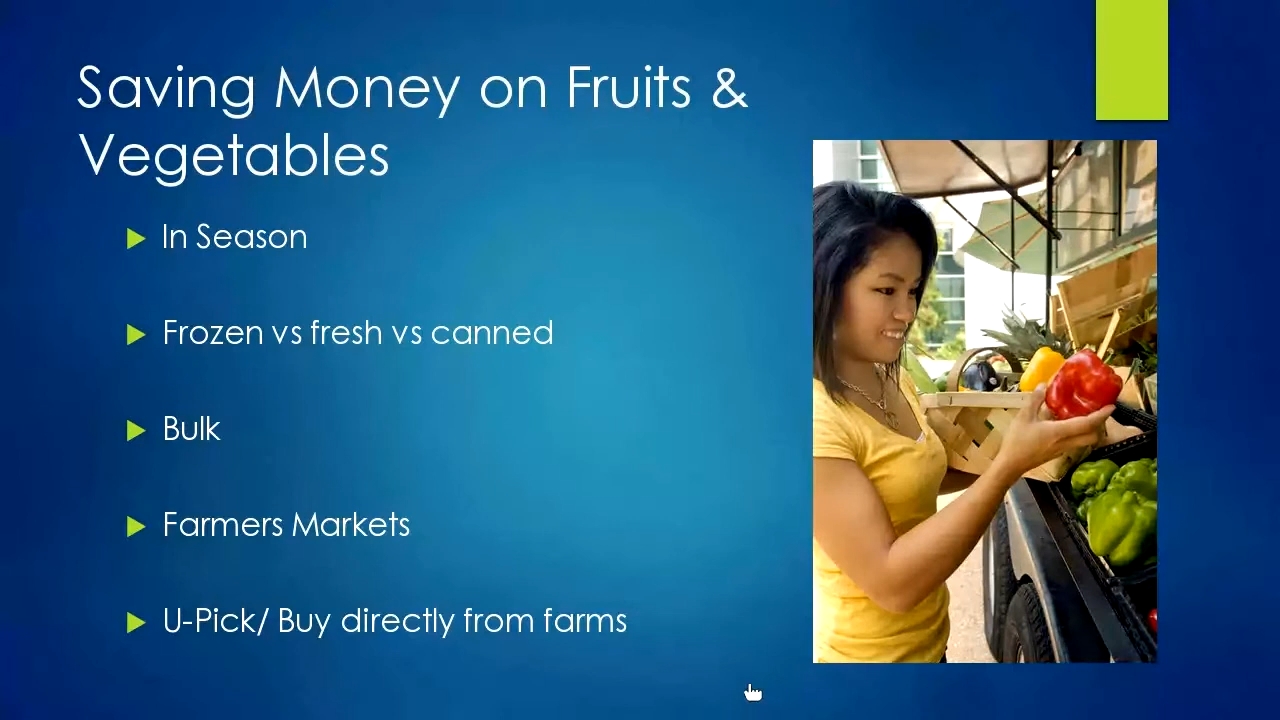 Saving Money on Fruits &
Vegetables
In Season
Frozen vs fresh vs canned
Bulk
Farmers Markets
U-Pick/ Buy directly from farms